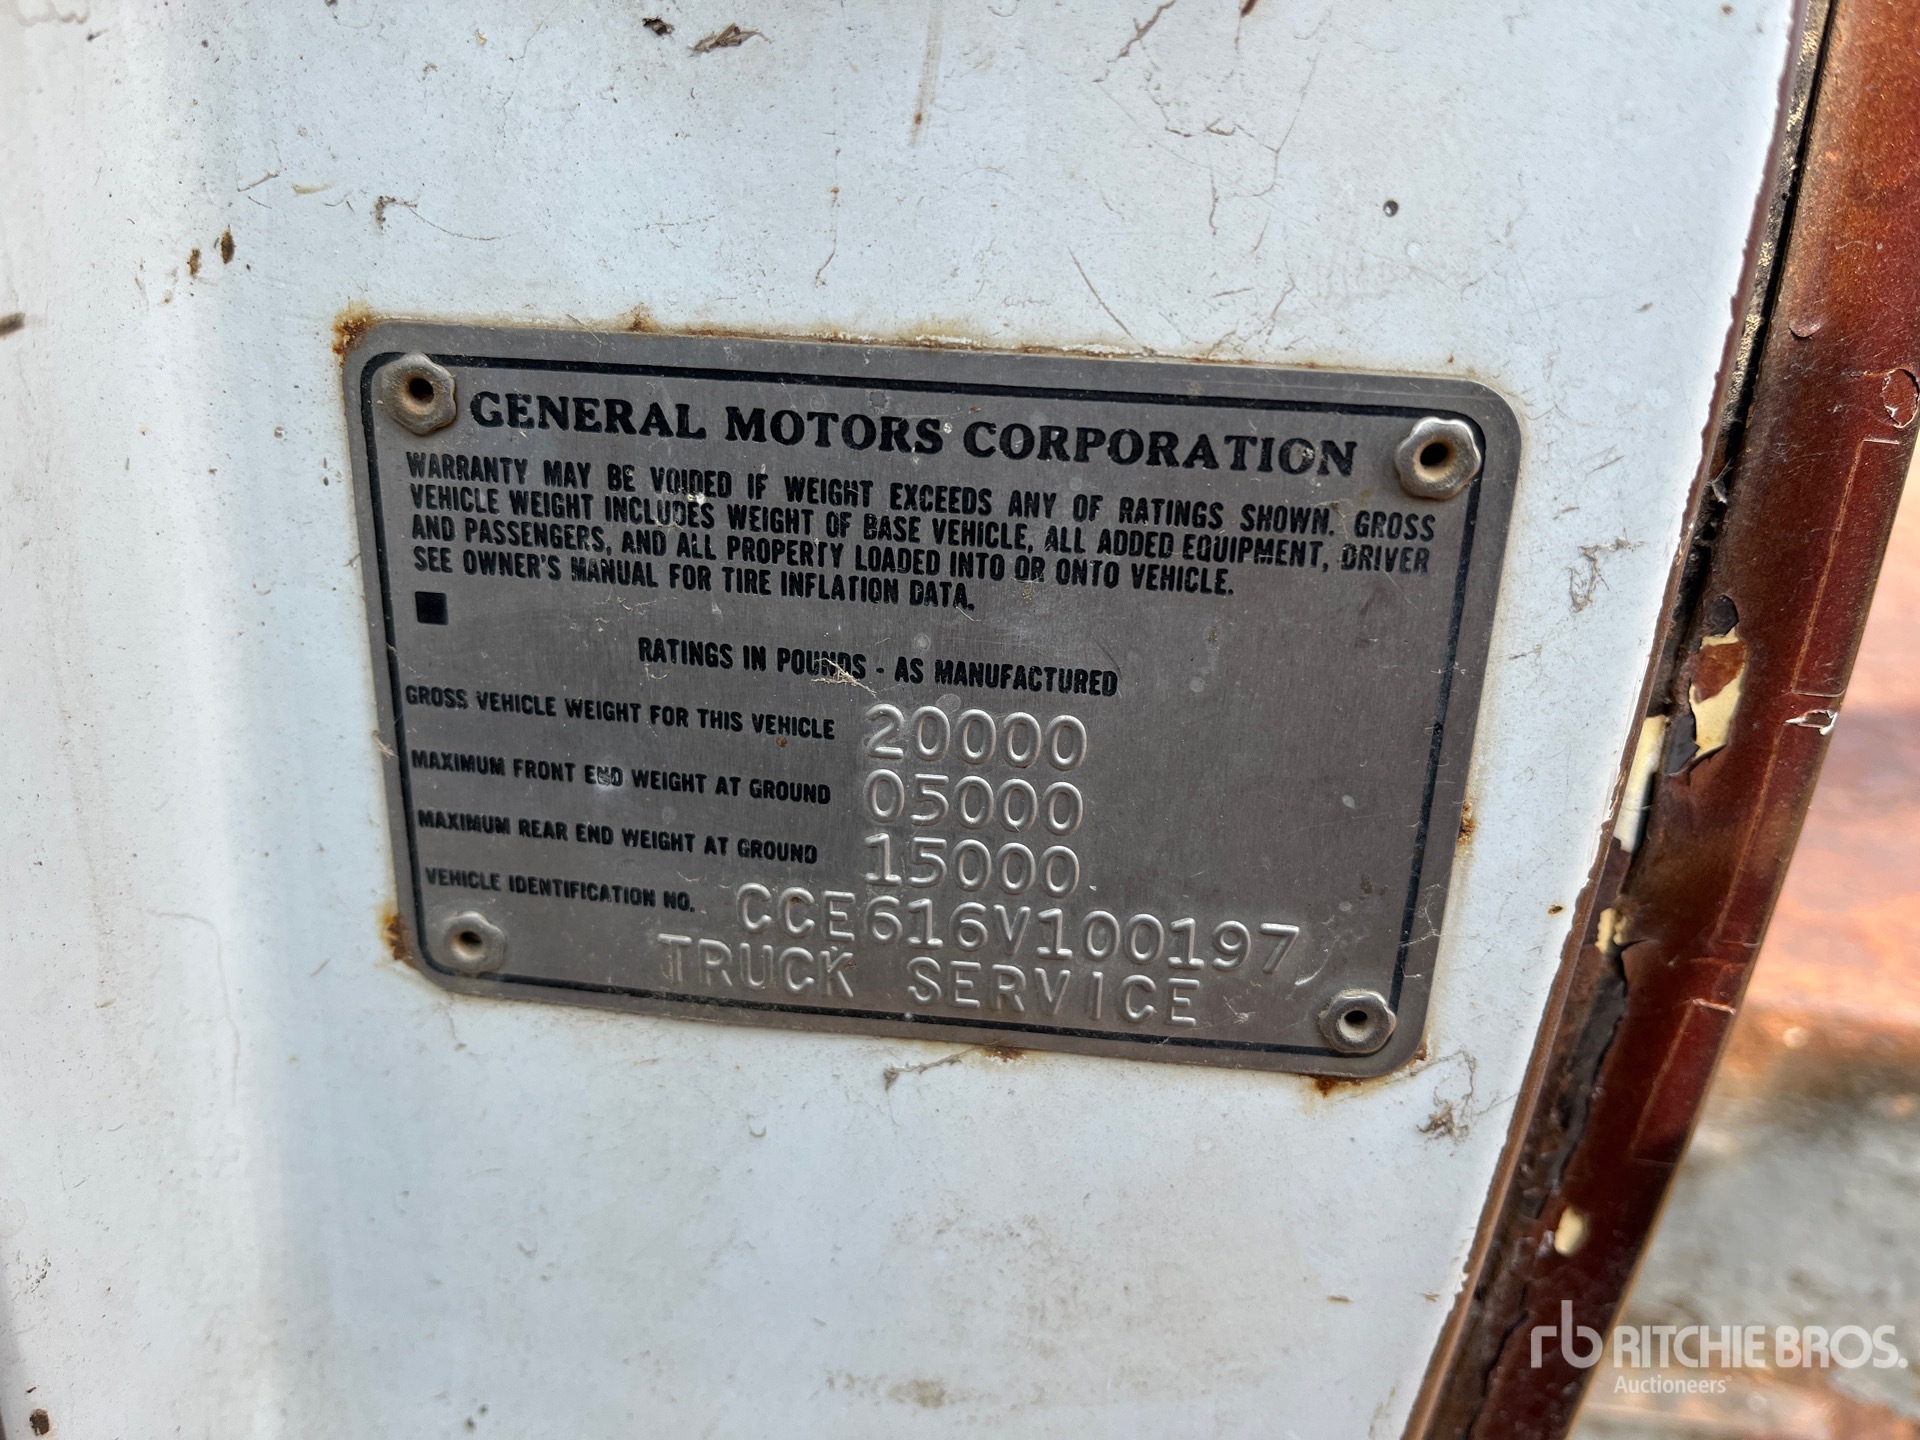 GENERAL MOTORS CORPORATION
WARRANTY MAY BE VOIDED IF WEIGHT EXCEEDS ANY OF RATINGS SHOWN. GROSS
VEHICLE WEIGHT INCLUDES WEIGHT OF BASE VEHICLE, ALL ADDED EQUIPMENT, DRIVER
AND PASSENGERS, AND ALL PROPERTY LOADED INTO OR ONTO VEHICLE.
SEE OWNER'S MANUAL FOR TIRE INFLATION DATA.
RATINGS IN POUNDS - AS MANUFACTURED
GROSS VEHICLE WEIGHT FOR THIS VEHICLE 20000
MAXIMUM FRONT END WEIGHT AT GROUND 05000
MAXIMUM REAR END WEIGHT AT GROUND 15000
VEHICLE IDENTIFICATION NO. CCE616V100197
TRUCK SERVICE
rb RITCHIE BROS.
Auctioneers